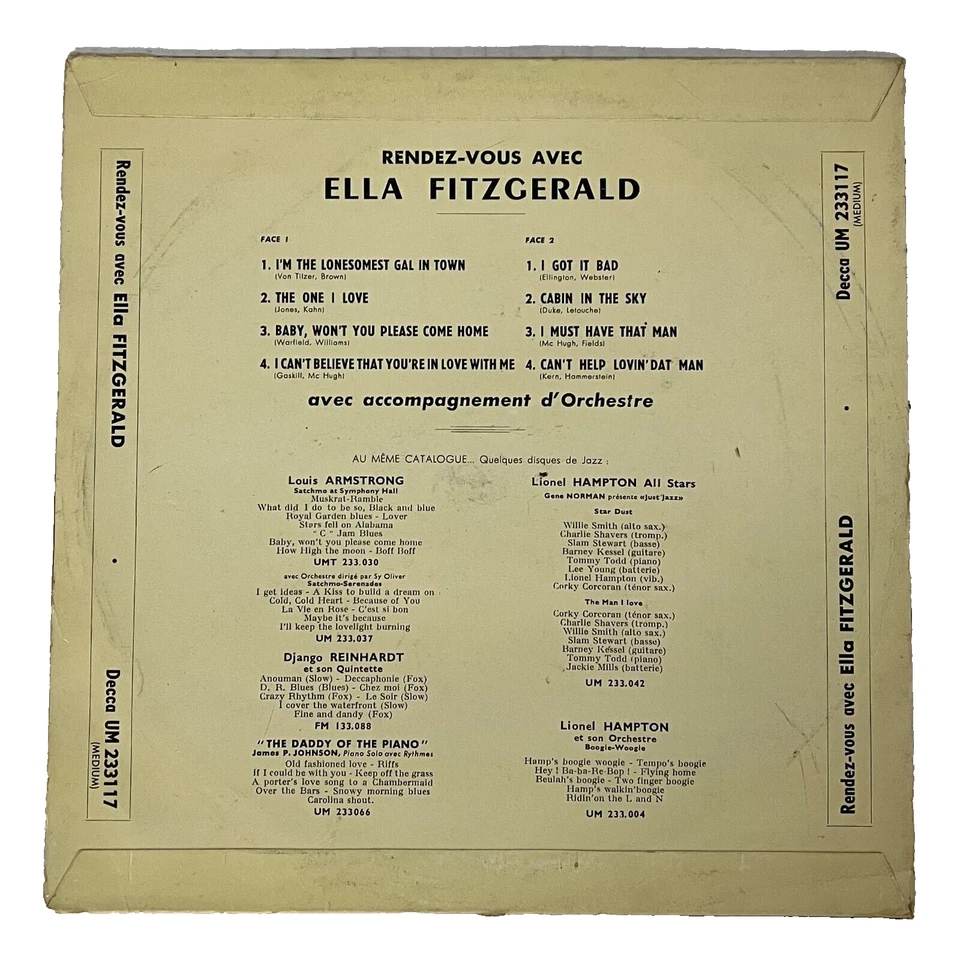 RENDEZ-VOUS AVEC
ELLA FITZGERALD
FACE 1
1. I'M THE LONESOMEST GAL IN TOWN
(Von Tilzer, Brown)
2. THE ONE I LOVE
(Jones, Kahn)
3. BABY, WON'T YOU PLEASE COME HOME
(Warfield, Williams)
4. I CAN'T BELIEVE THAT YOU'RE IN LOVE WITH ME
(Gaskill, Mc Hugh)
FACE 2
1. I GOT IT BAD
(Ellington, Webster)
2. CABIN IN THE SKY
(Duke, Letouche)
3. I MUST HAVE THAT MAN
(Mc Hugh, Fields)
4. CAN'T HELP LOVIN' DAT MAN
(Kern, Hammerstein)
avec accompagnement d'Orchestre
AU MÊME CATALOGUE... Quelques disques de Jazz :
Louis ARMSTRONG
Satchmo at Symphony Hall
Muskrat-Ramble
What did I do to be so, Black and blue
Royal Garden blues - Lover
Stars fell on Alabama
" C " Jam Blues
Baby, won't you please come home
How High the moon - Boff Boff
UMT 233.030
avec Orchestre dirigé par Sy Oliver
Satchmo-Serenades
I get ideas - A Kiss to build a dream on
Cold, Cold Heart - Because of You
La Vie en Rose - C'est si bon
Maybe it's because
I'll keep the lovelight burning
UM 233.037
Django REINHARDT
et son Quintette
Anouman (Slow) - Deccaphonie (Fox)
D. R. Blues (Blues) - Chez moi (Fox)
Crazy Rhythm (Fox) - Le Soir (Slow)
I cover the waterfront (Slow)
Fine and dandy (Fox)
FM 133.088
"THE DADDY OF THE PIANO"
James P. JOHNSON, Piano Solo avec Rythmes
Old fashioned love - Riffs
If I could be with you - Keep off the grass
A porter's love song to a Chambermaid
Over the Bars - Snowy morning blues
Carolina shout.
UM 233066
Lionel HAMPTON All Stars
Gene NORMAN présente «Just'Jazz»
Star Dust
Willie Smith (alto sax.)
Charlie Shavers (tromp.)
Slam Stewart (basse)
Barney Kessel (guitare)
Tommy Todd (piano)
Lee Young (batterie)
Lionel Hampton (vib.)
Corky Corcoran (ténor sax.)
The Man I love
Corky Corcoran (ténor sax.)
Charlie Shavers (tromp.)
Willie Smith (alto sax.)
Slam Stewart (basse)
Barney Kessel (guitare)
Tommy Todd (piano)
Jackie Mills (batterie)
UM 233.042
Lionel HAMPTON
et son Orchestre
Boogie-Woogie
Hamp's boogie woogie - Tempo's boogie
Hey ! Ba-ba-Re-Bop ! - Flying home
Beulah's boogie - Two finger boogie
Hamp's walkin' boogie
Ridin'on the L and N
UM 233.004
Rendez-vous avec Ella FITZGERALD • Decca UM 233117
(MEDIUM)
Rendez-vous avec Ella FITZGERALD • Decca UM 233117
(MEDIUM)